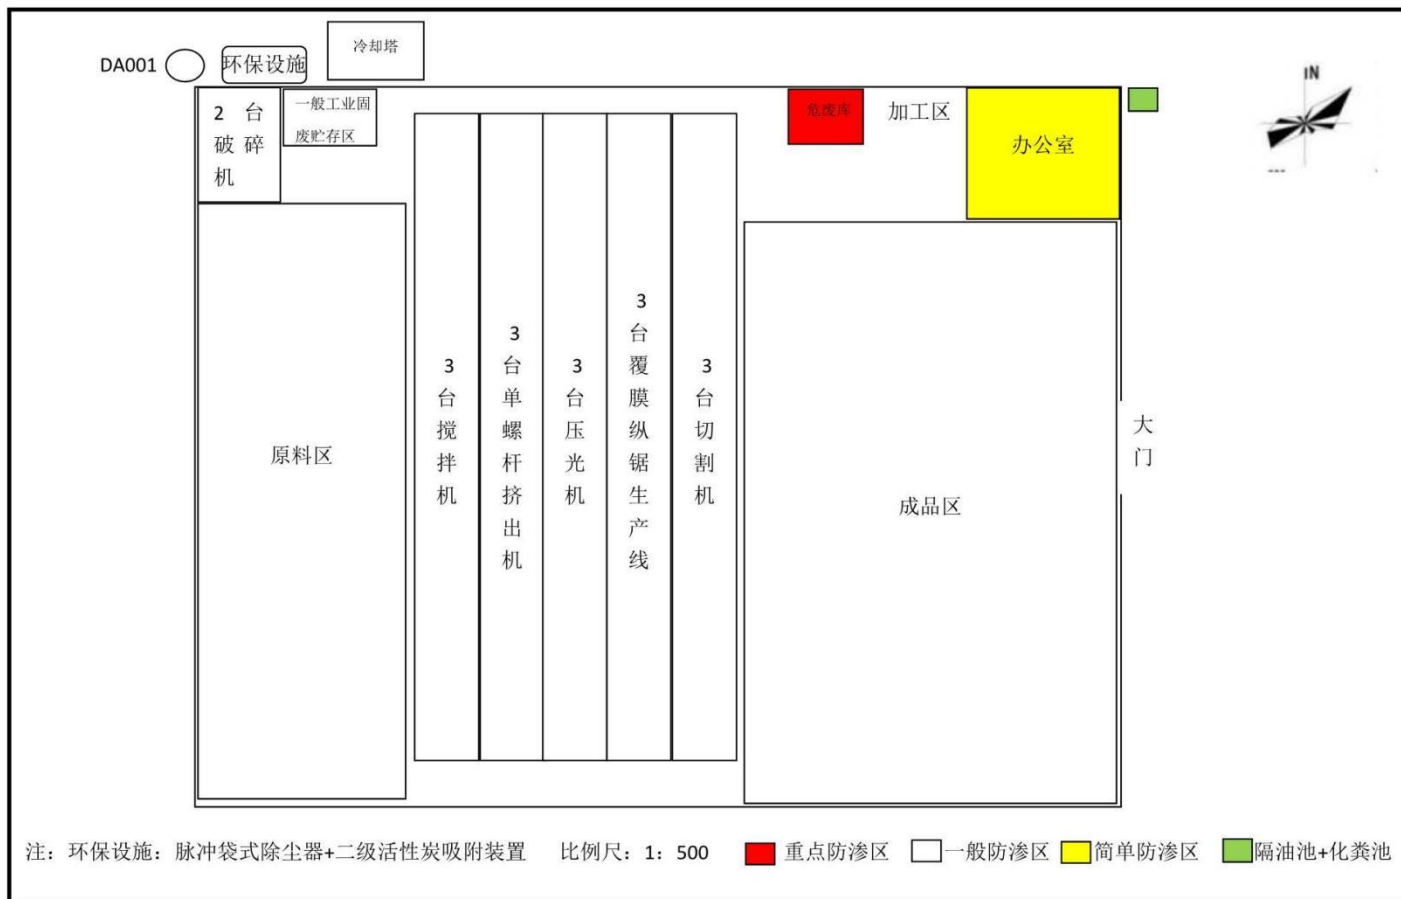 冷却塔
DA001
环保设施
IN
2 台
破 碎
机
一般工业固
废贮存区
危废库
加工区
办公室
3
台
搅
拌
机
3
台
单
螺
杆
挤
出
机
3
台
压
光
机
3
台
覆
膜
纵
锯
生
产
线
3
台
切
割
机
原料区
成品区
大
门
注：环保设施：脉冲袋式除尘器+二级活性炭吸附装置 比例尺：1：500 重点防渗区 一般防渗区 简单防渗区 隔油池+化粪池